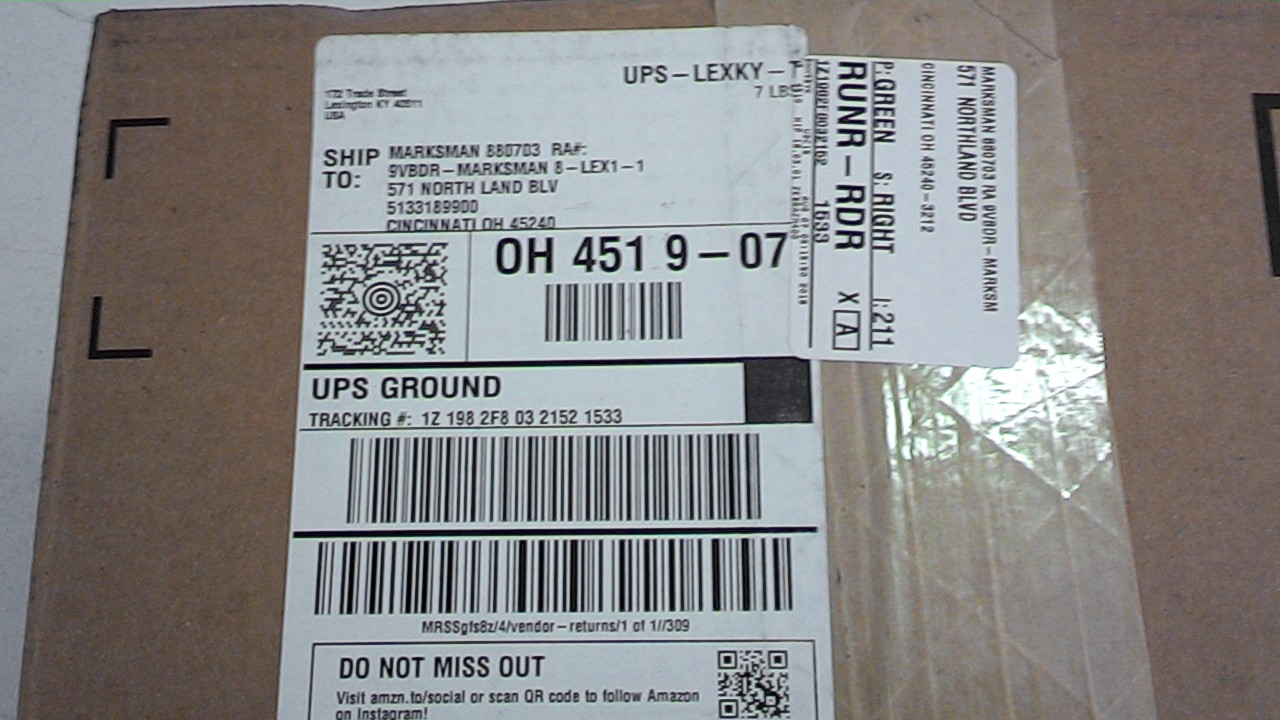 UPS-LEXKY-T
7 LBS
172 Trade Street
Lexington KY 40511
USA
SHIP TO:
MARKSMAN 880703 RA#:
9VBDR-MARKSMAN 8-LEX1-1
571 NORTH LAND BLV
5133189900
CINCINNATI OH 45240
OH 451 9-07
UPS GROUND
TRACKING #: 1Z 198 2F8 03 2152 1533
MRSSgfs8z/4/vendor-returns/1 of 1//309
DO NOT MISS OUT
Visit amzn.to/social or scan QR code to follow Amazon
on Instagram!
MARKSMAN 880703 RA 9VBDR-MARKSM
571 NORTHLAND BLVD
CINCINNATI OH 45240-3212
P: GREEN S: RIGHT I: 211
RUNR-RDR X A
1533